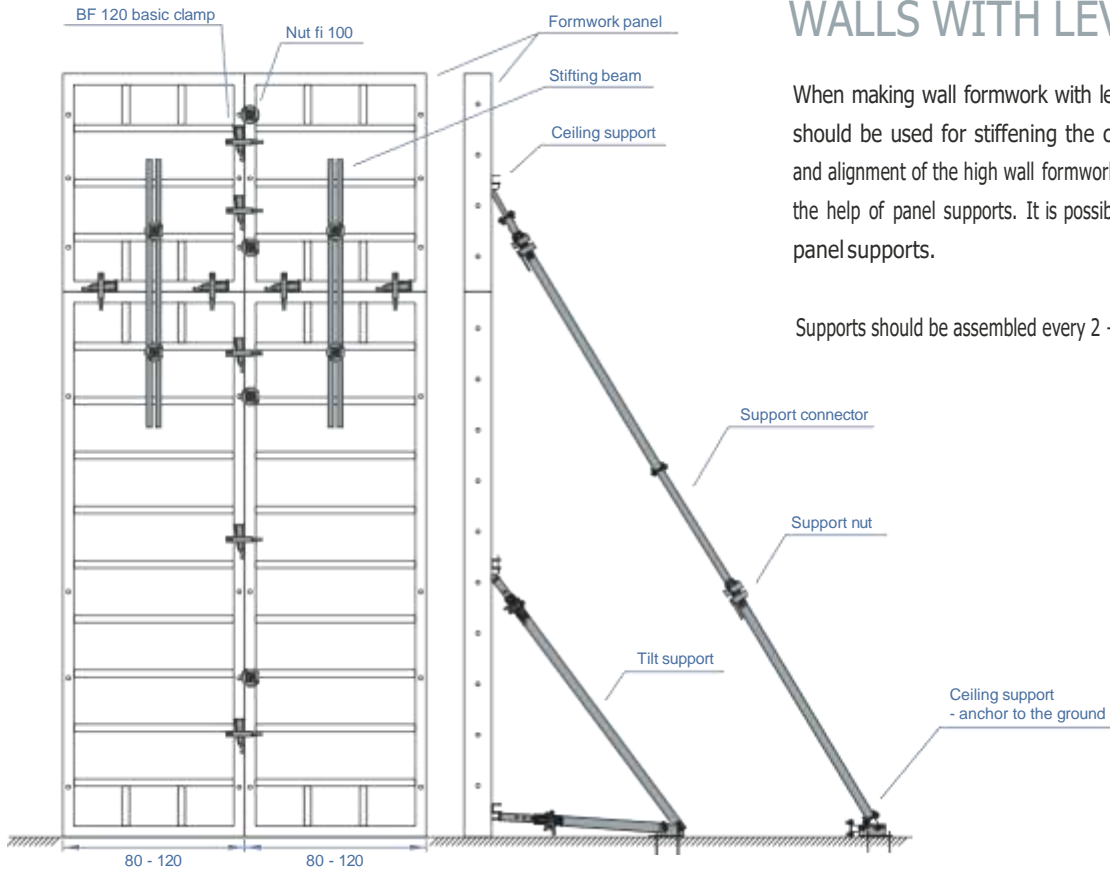 WALLS WITH LEV
When making wall formwork with le
should be used for stiffening the c
and alignment of the high wall formwork
the help of panel supports. It is possib
panel supports.
Supports should be assembled every 2 -
BF 120 basic clamp
Nut fi 100
Formwork panel
Stifting beam
Ceiling support
Support connector
Support nut
Tilt support
Ceiling support
- anchor to the ground
80 - 120
80 - 120